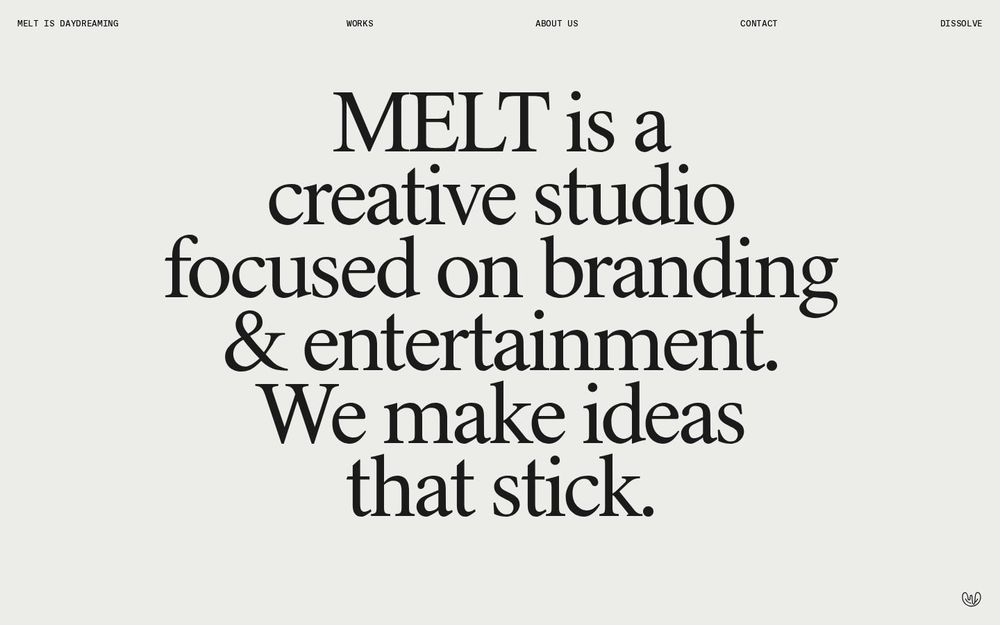 MELT IS DAYDREAMING
WORKS
ABOUT US
CONTACT
DISSOLVE
MELT is a
creative studio
focused on branding
& entertainment.
We make ideas
that stick.